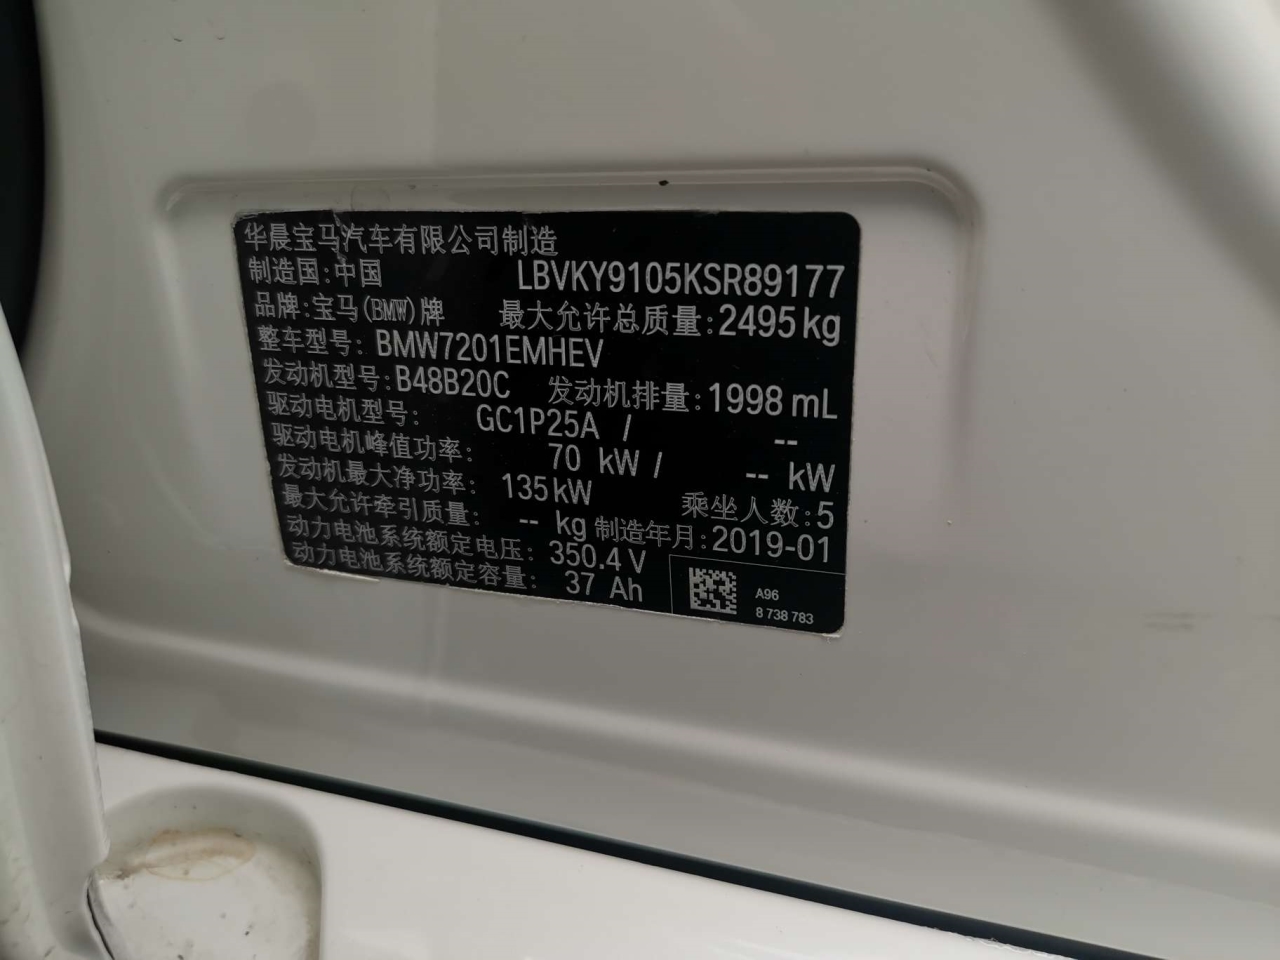 华晨宝马汽车有限公司制造
制造国:中国 LBVKY9105KSR89177
品牌:宝马(BMW)牌 最大允许总质量:2495kg
整车型号: BMW7201EMHEV
发动机型号:B48B20C 发动机排量:1998 mL
驱动电机型号: GC1P25A / --
驱动电机峰值功率: 70 kW / -- kW
发动机最大净功率: 135kW 乘坐人数:5
最大允许牵引质量: -- kg 制造年月:2019-01
动力电池系统额定电压: 350.4V
动力电池系统额定容量: 37 Ah
A96
8 738 783